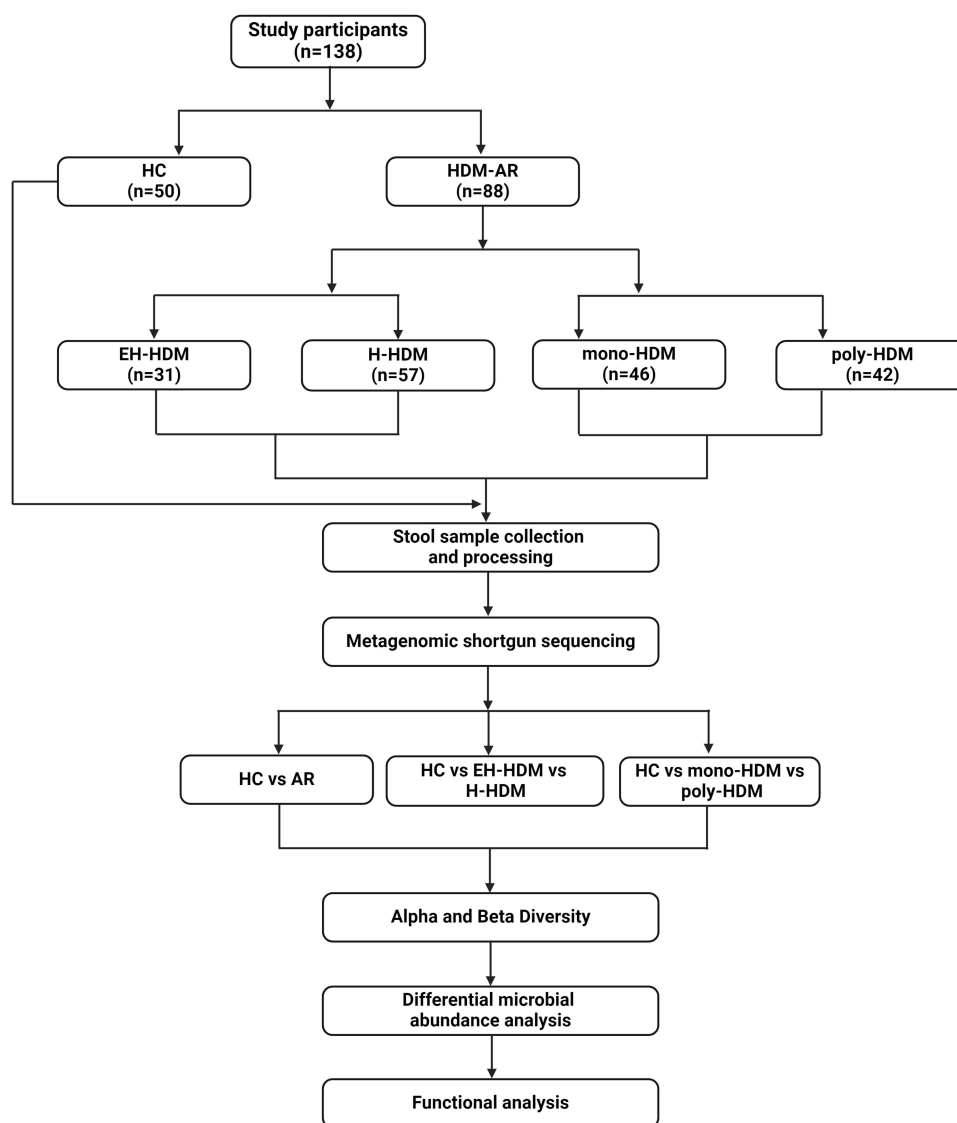 Study participants
(n=138)
HC
(n=50)
HDM-AR
(n=88)
EH-HDM
(n=31)
H-HDM
(n=57)
mono-HDM
(n=46)
poly-HDM
(n=42)
Stool sample collection
and processing
Metagenomic shortgun sequencing
HC vs AR
HC vs EH-HDM vs
H-HDM
HC vs mono-HDM vs
poly-HDM
Alpha and Beta Diversity
Differential microbial
abundance analysis
Functional analysis